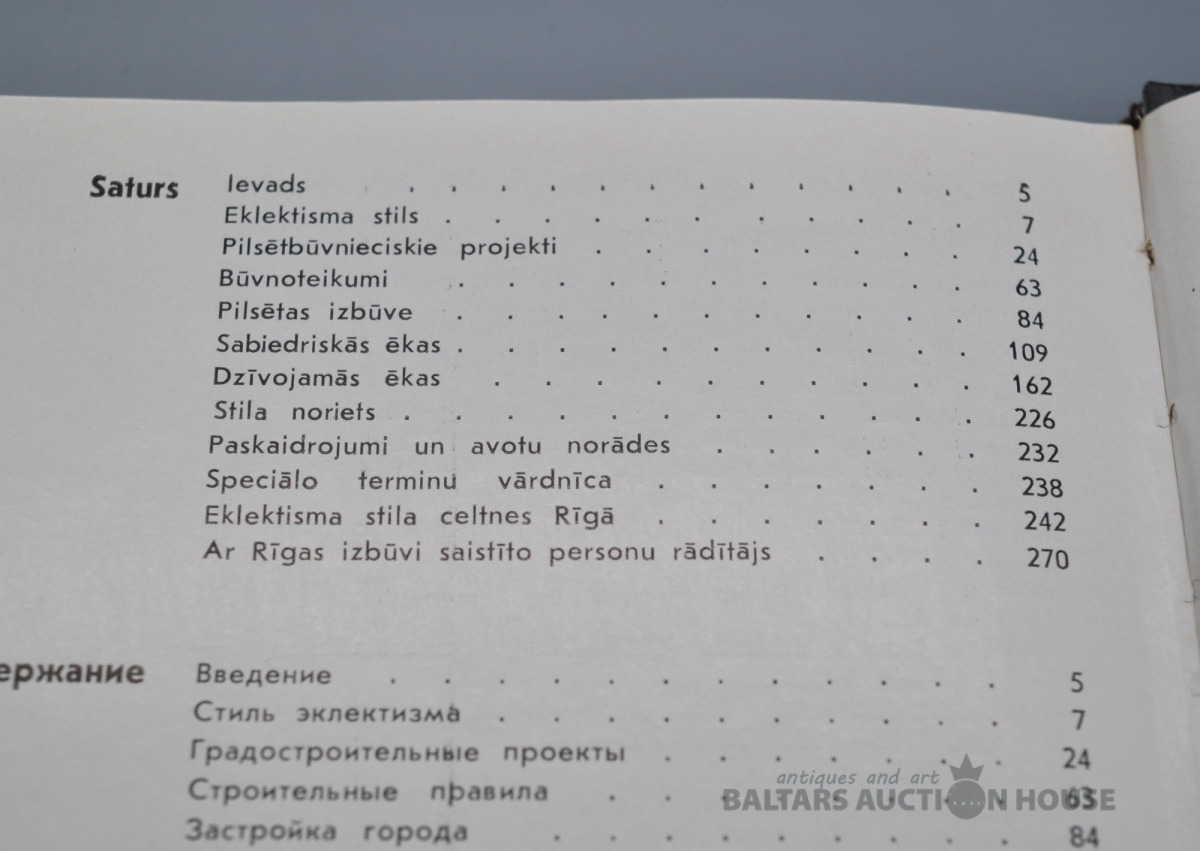 Saturs Ievads . . . . . . . . . . . . 5
Eklektisma stils . . . . . . . . . . . 7
Pilsētbūvnieciskie projekti . . . . . . . . 24
Būvnoteikumi . . . . . . . . . . . 63
Pilsētas izbūve . . . . . . . . . . . 84
Sabiedriskās ēkas . . . . . . . . . . . 109
Dzīvojamās ēkas . . . . . . . . . . 162
Stila noriets . . . . . . . . . . . . 226
Paskaidrojumi un avotu norādes . . . . . . 232
Speciālo terminu vārdnīca . . . . . . . 238
Eklektisma stila celtnes Rīgā . . . . . . . 242
Ar Rīgas izbūvi saistīto personu rādītājs . . . . 270
ержание Введение . . . . . . . . . . . . 5
Стиль эклектизма . . . . . . . . . . 7
Градостроительные проекты . . . . . . . 24
Строительные правила . . . . . . . . 63
Застройка города . . . . . . . . . 84
antiques and art
BALTARS AUCTION HOUSE